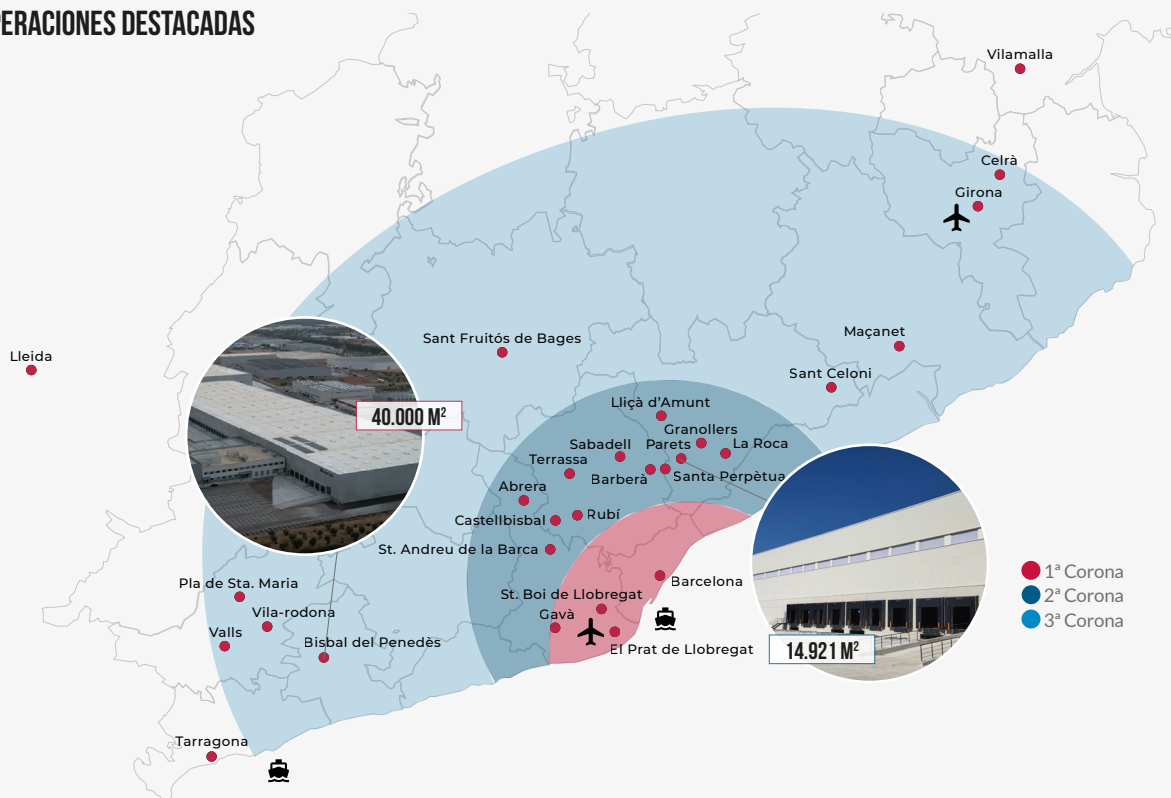 ERACIONES DESTACADAS
Vilamalla
Celrà
Girona
Maçanet
Sant Fruitós de Bages
Lleida
Sant Celoni
40.000 M²
Lliçà d'Amunt
Granollers
Sabadell
Parets
La Roca
Terrassa
Barberà
Santa Perpètua
Abrera
Castellbisbal
Rubí
St. Andreu de la Barca
Barcelona
1ª Corona
Pla de Sta. Maria
St. Boi de Llobregat
2ª Corona
Vila-rodona
Gavà
3ª Corona
Valls
Bisbal del Penedès
El Prat de Llobregat
14.921 M²
Tarragona